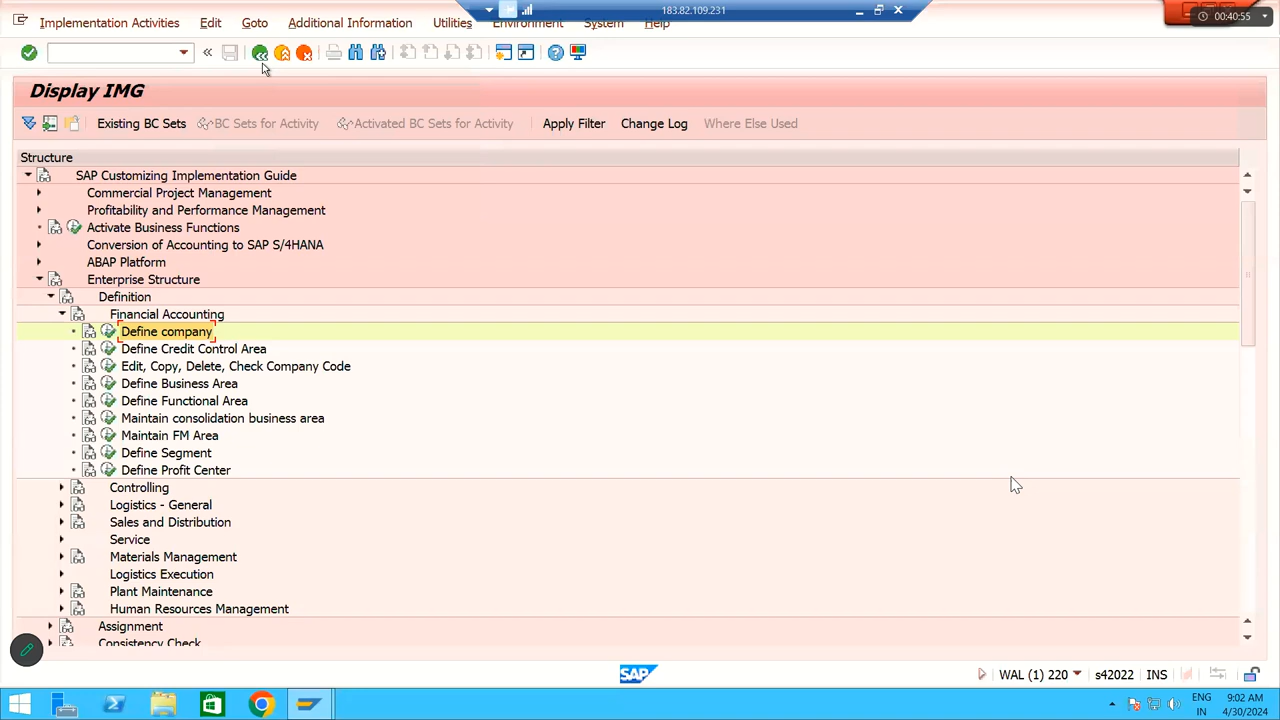 183.82.109.231
00:40:55
Implementation Activities Edit Goto Additional Information Utilities Environment System Help
Display IMG
Existing BC Sets BC Sets for Activity Activated BC Sets for Activity Apply Filter Change Log Where Else Used
Structure
SAP Customizing Implementation Guide
Commercial Project Management
Profitability and Performance Management
Activate Business Functions
Conversion of Accounting to SAP S/4HANA
ABAP Platform
Enterprise Structure
Definition
Financial Accounting
Define company
Define Credit Control Area
Edit, Copy, Delete, Check Company Code
Define Business Area
Define Functional Area
Maintain consolidation business area
Maintain FM Area
Define Segment
Define Profit Center
Controlling
Logistics - General
Sales and Distribution
Service
Materials Management
Logistics Execution
Plant Maintenance
Human Resources Management
Assignment
Consistency Check
SAP
WAL (1) 220 s42022 INS
ENG 9:02 AM
IN 4/30/2024